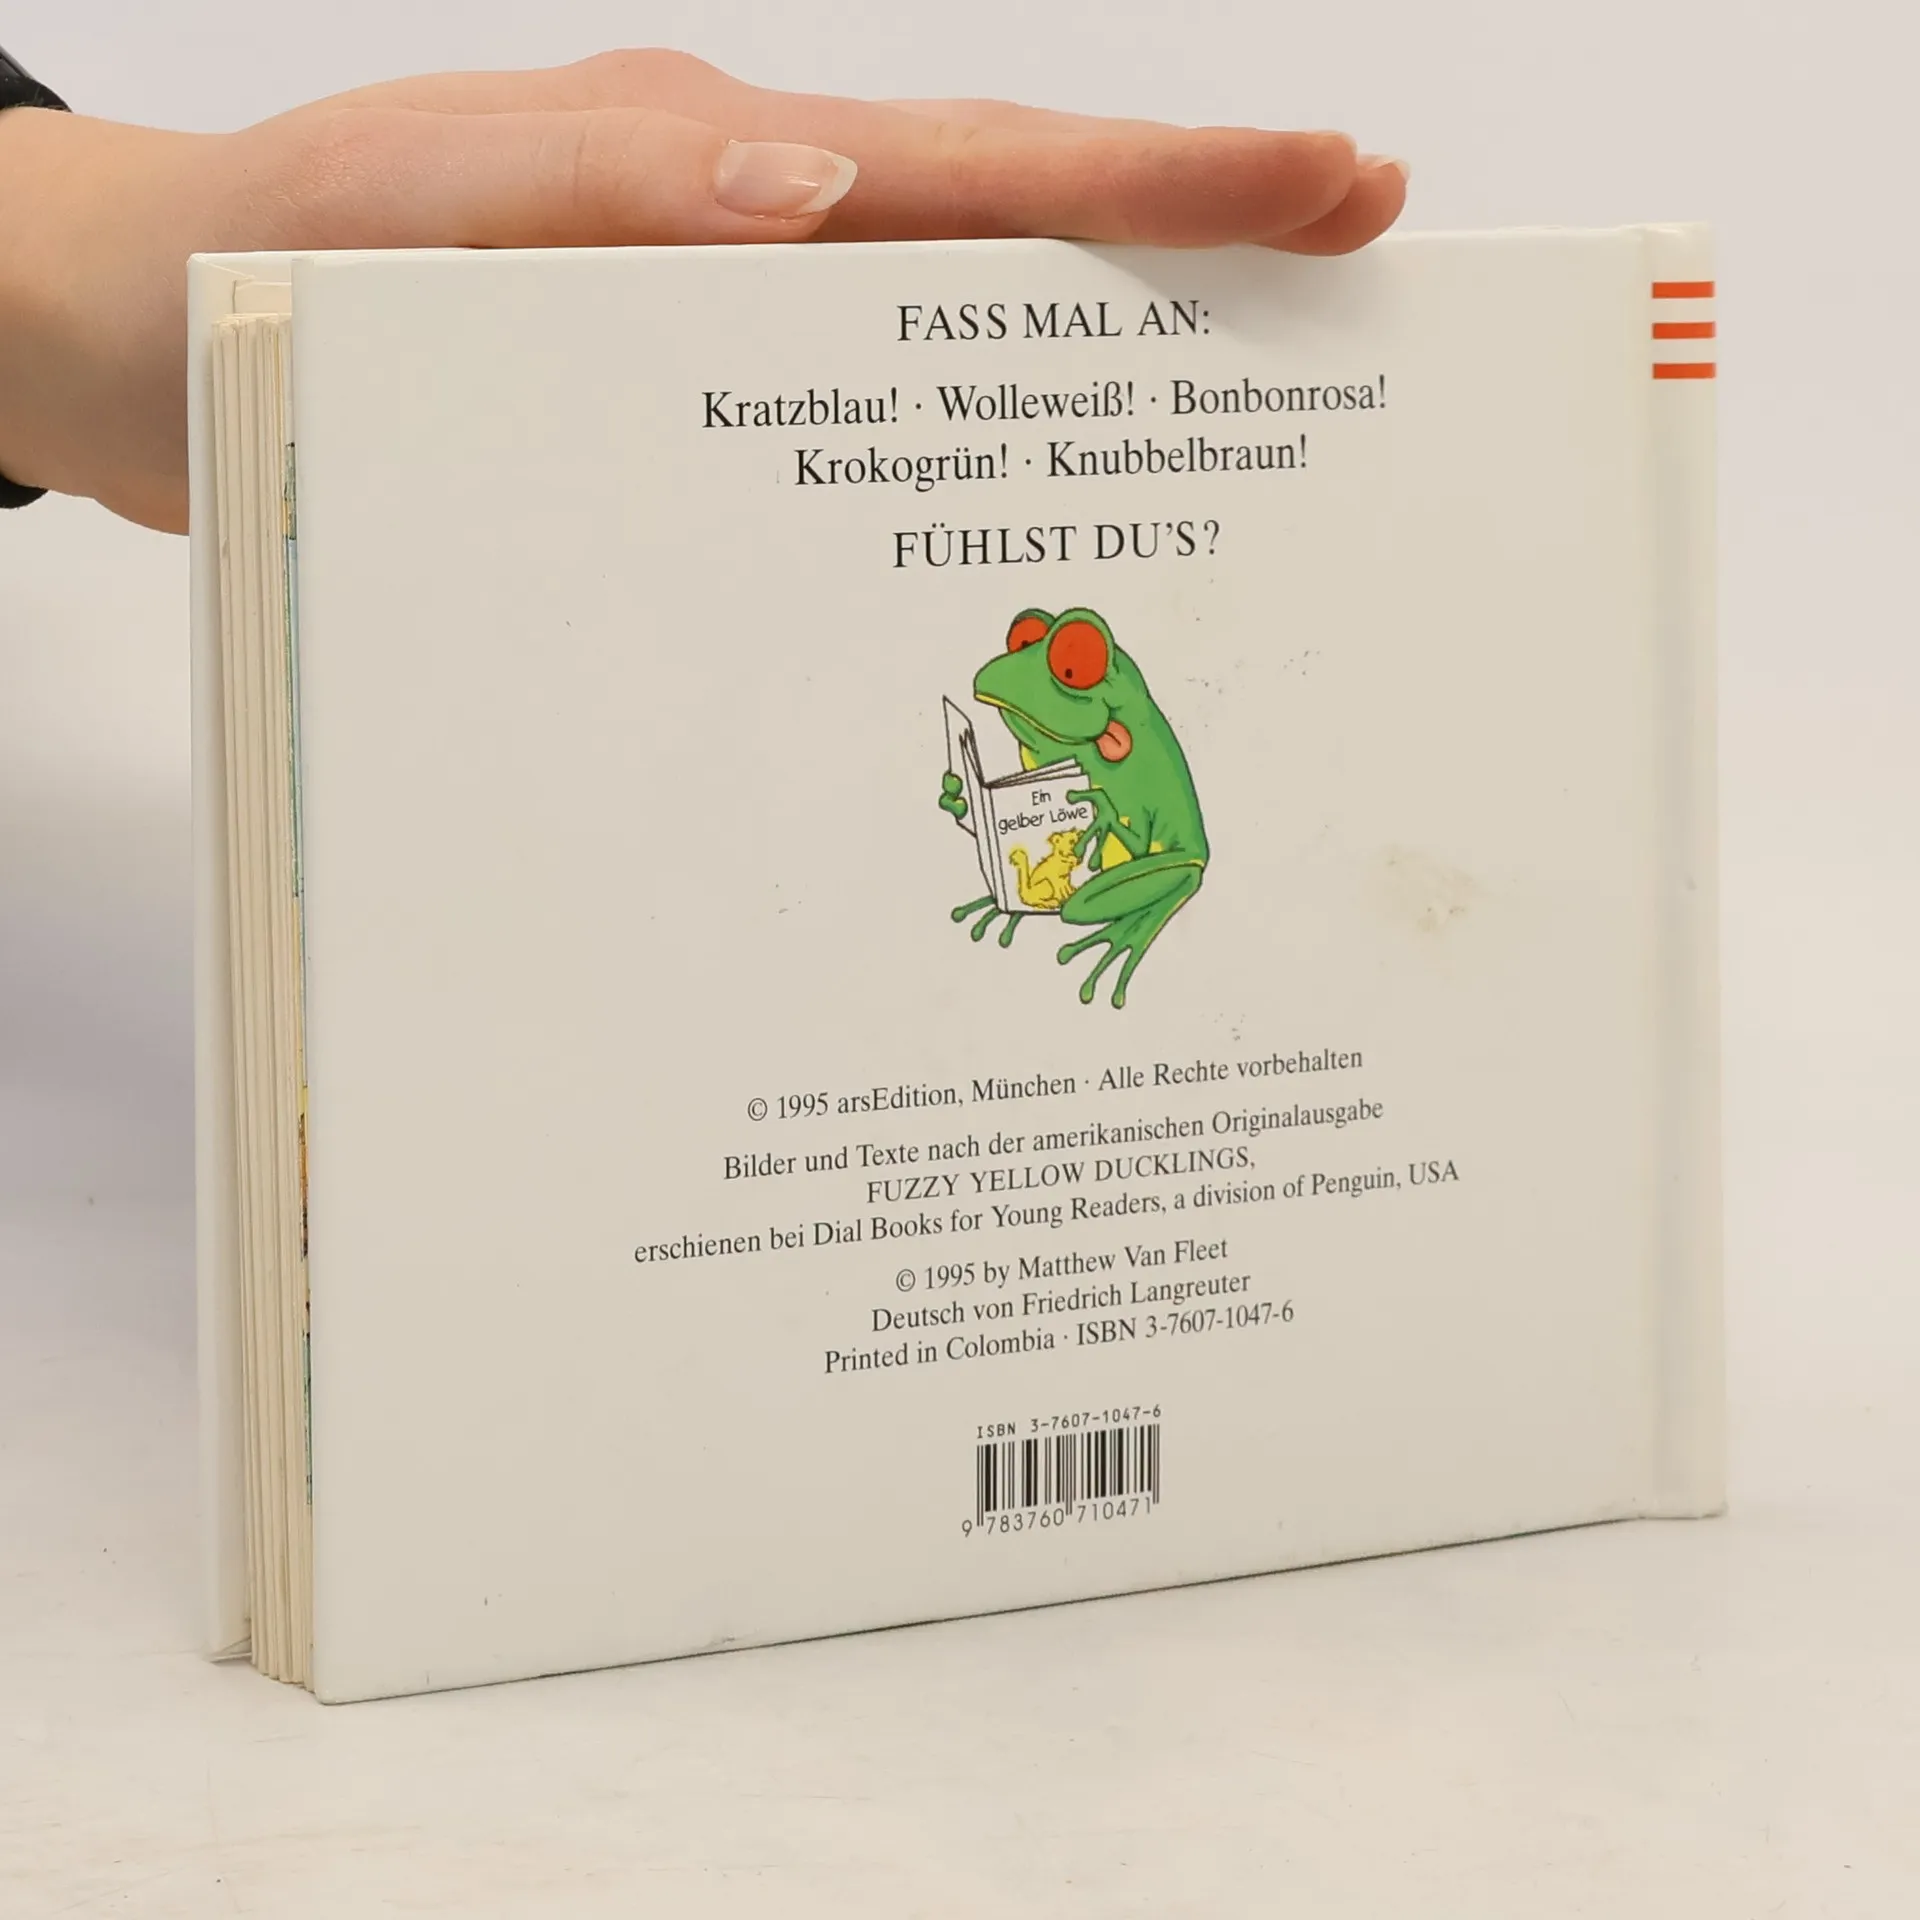 FASS MAL AN:
Kratzblau! · Wolleweiß! · Bonbonrosa!
Krokogrün! · Knubbelbraun!
FÜHLST DU'S?
Ein
gelber Löwe
© 1995 arsEdition, München · Alle Rechte vorbehalten
Bilder und Texte nach der amerikanischen Originalausgabe
FUZZY YELLOW DUCKLINGS,
erschienen bei Dial Books for Young Readers, a division of Penguin, USA
© 1995 by Matthew Van Fleet
Deutsch von Friedrich Langreuter
Printed in Colombia · ISBN 3-7607-1047-6
ISBN 3-7607-1047-6
9 783760 710471